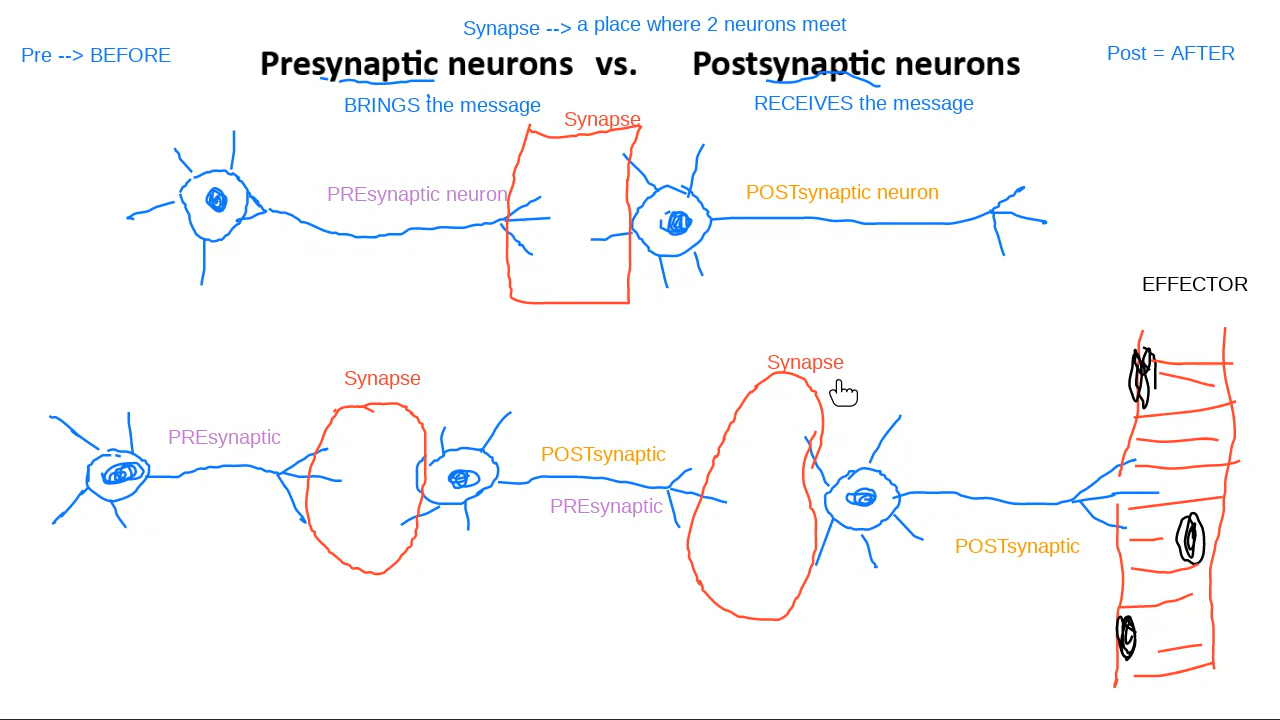 Synapse --> a place where 2 neurons meet
Pre --> BEFORE
Presynaptic neurons vs. Postsynaptic neurons
Post = AFTER
BRINGS the message
RECEIVES the message
Synapse
PREsynaptic neuron
POSTsynaptic neuron
EFFECTOR
Synapse
Synapse
PREsynaptic
POSTsynaptic
PREsynaptic
POSTsynaptic